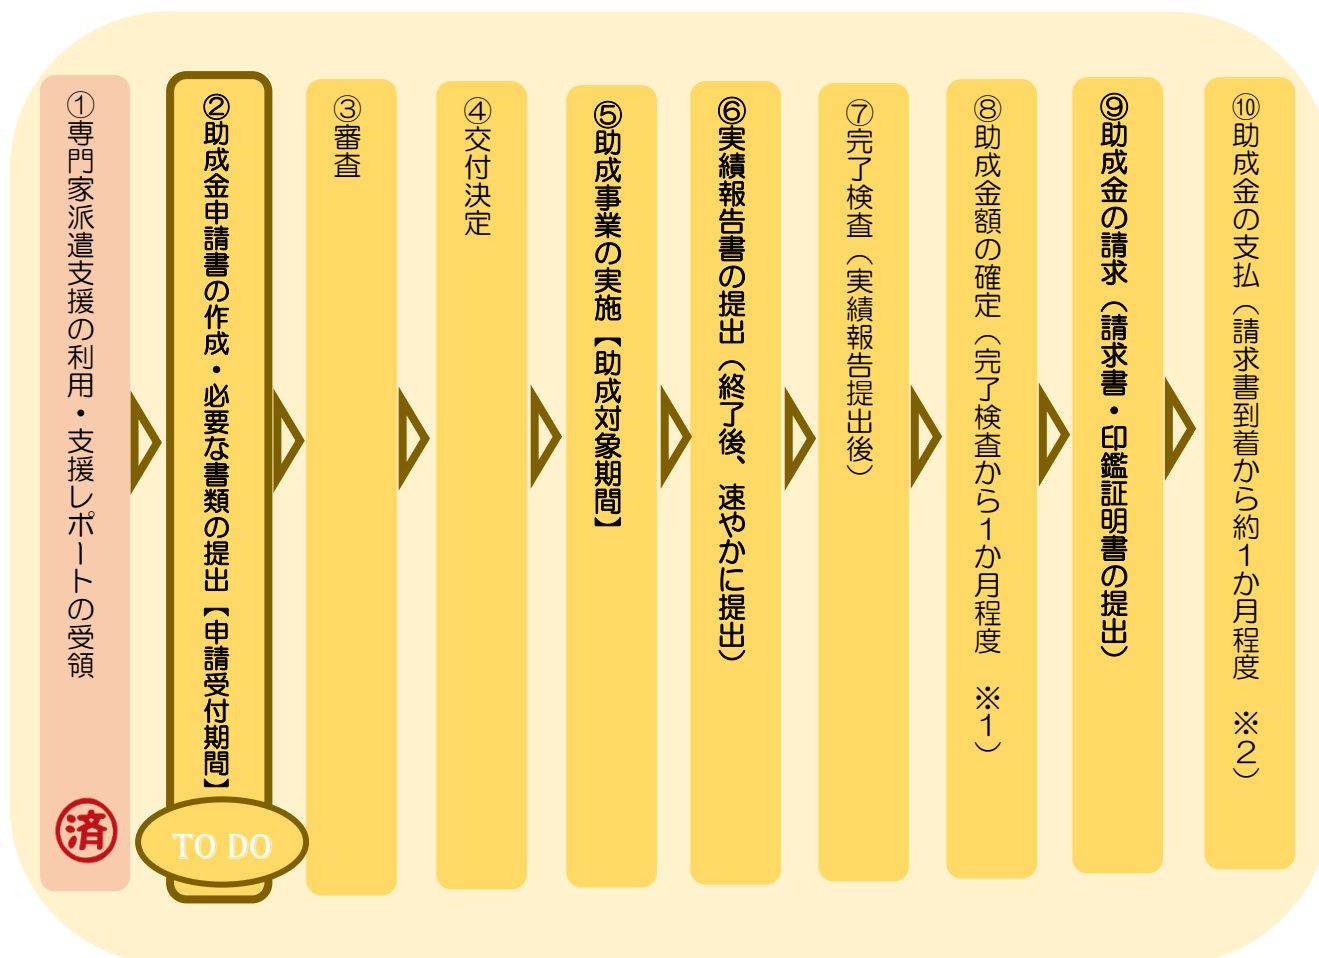 ①専門家派遣支援の利用・支援レポートの受領
済
②助成金申請書の作成・必要な書類の提出【申請受付期間】
TO DO
③審査
④交付決定
⑤助成事業の実施【助成対象期間】
⑥実績報告書の提出（終了後、速やかに提出）
⑦完了検査（実績報告提出後）
⑧助成金額の確定（完了検査から１か月程度　※１）
⑨助成金の請求（請求書・印鑑証明書の提出）
⑩助成金の支払（請求書到着から約１か月程度　※２）